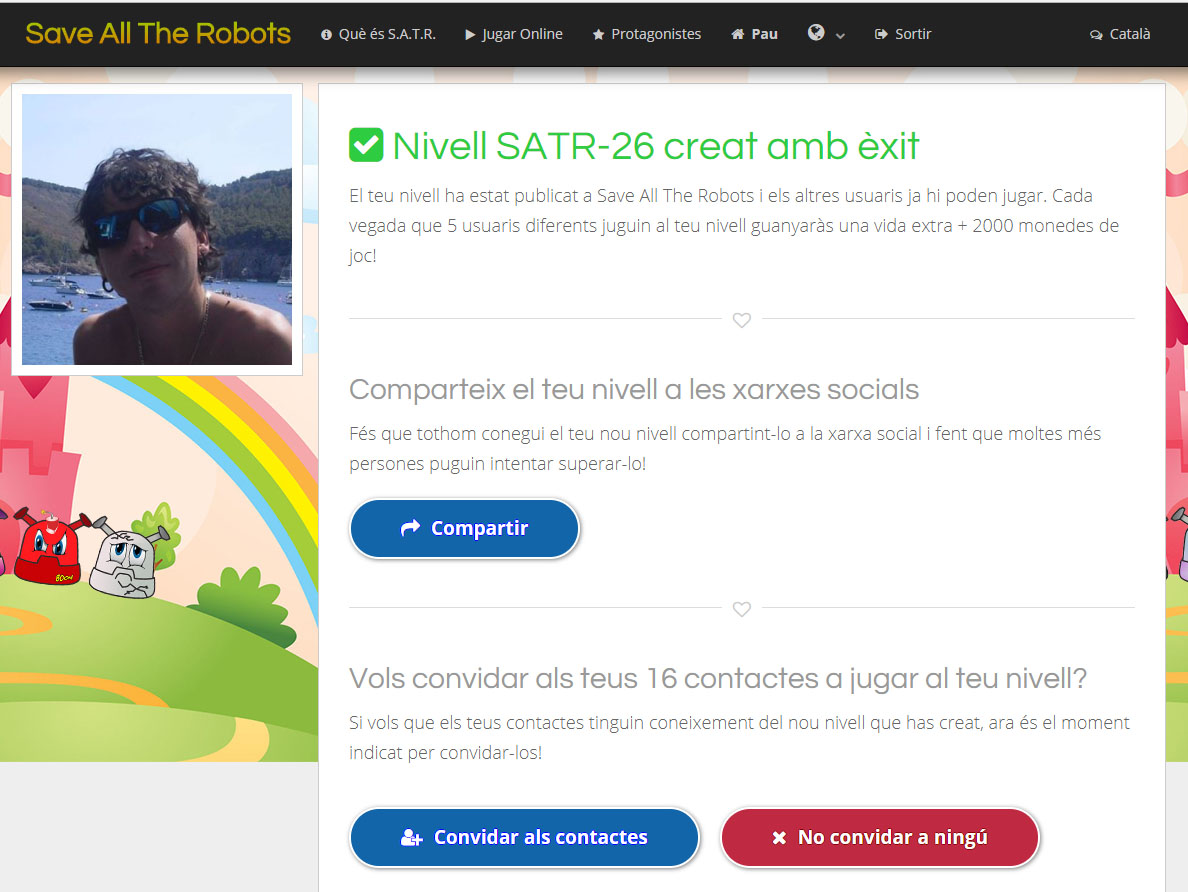 Save All The Robots
Què és S.A.T.R.
Jugar Online
Protagonistes
Pau
Sortir
Català
Nivell SATR-26 creat amb èxit
El teu nivell ha estat publicat a Save All The Robots i els altres usuaris ja hi poden jugar. Cada
vegada que 5 usuaris diferents juguin al teu nivell guanyaràs una vida extra + 2000 monedes de
joc!
Comparteix el teu nivell a les xarxes socials
Fés que tothom conegui el teu nou nivell compartint-lo a la xarxa social i fent que moltes més
persones puguin intentar superar-lo!
Compartir
BOOM
Vols convidar als teus 16 contactes a jugar al teu nivell?
Si vols que els teus contactes tinguin coneixement del nou nivell que has creat, ara és el moment
indicat per convidar-los!
Convidar als contactes
No convidar a ningú